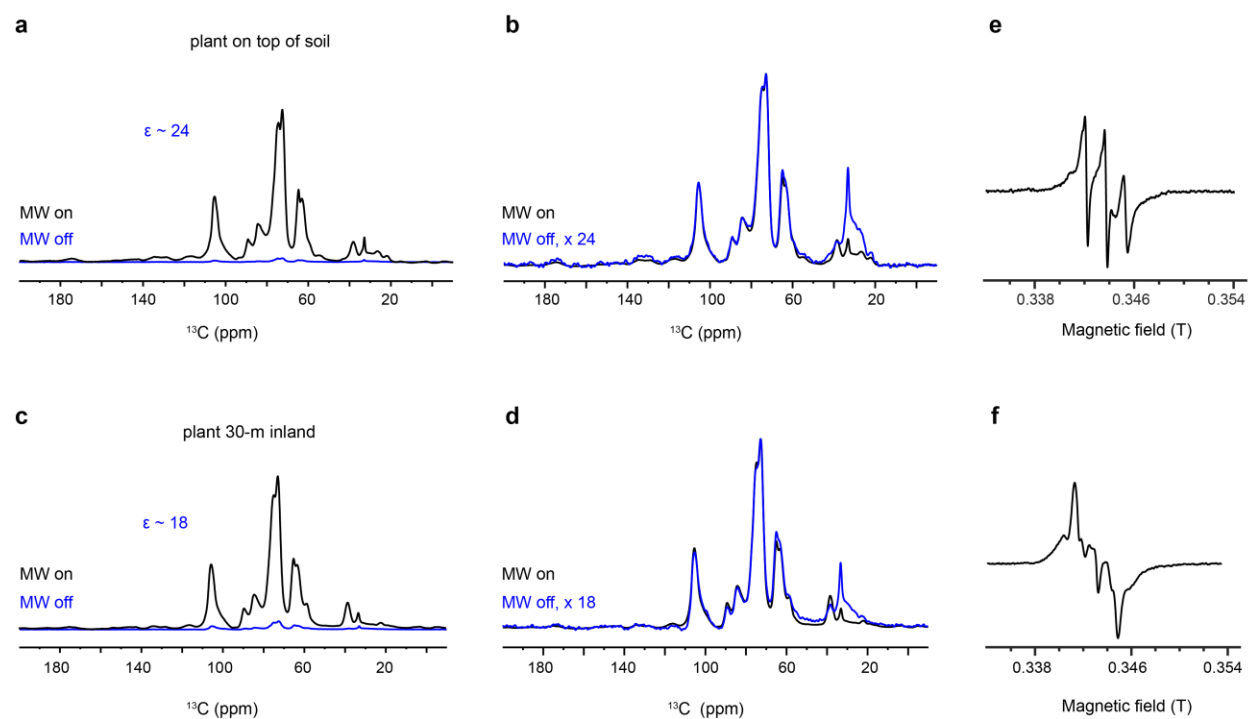 a
plant on top of soil
ε ~ 24
MW on
MW off
180 140 100 60 20
¹³C (ppm)
b
MW on
MW off, x 24
180 140 100 60 20
¹³C (ppm)
e
0.338 0.346 0.354
Magnetic field (T)
c
plant 30-m inland
ε ~ 18
MW on
MW off
180 140 100 60 20
¹³C (ppm)
d
MW on
MW off, x 18
180 140 100 60 20
¹³C (ppm)
f
0.338 0.346 0.354
Magnetic field (T)